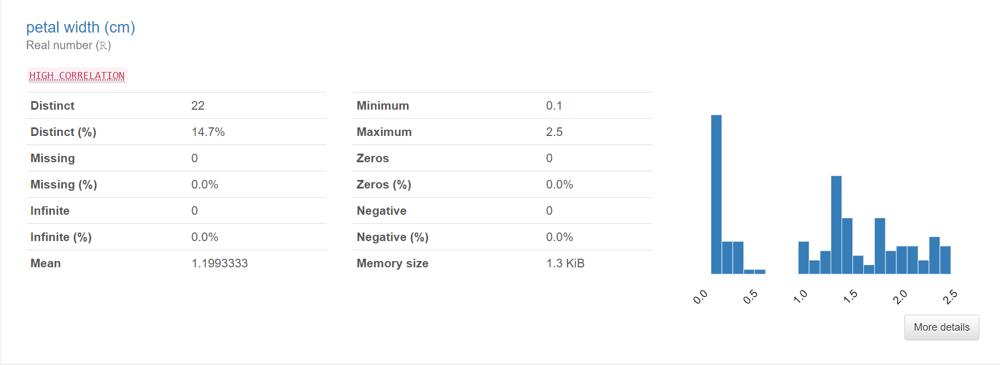 petal width (cm)
Real number (ℝ)
HIGH CORRELATION
Distinct 22
Distinct (%) 14.7%
Missing 0
Missing (%) 0.0%
Infinite 0
Infinite (%) 0.0%
Mean 1.1993333
Minimum 0.1
Maximum 2.5
Zeros 0
Zeros (%) 0.0%
Negative 0
Negative (%) 0.0%
Memory size 1.3 KiB
0.0 0.5 1.0 1.5 2.0 2.5
More details